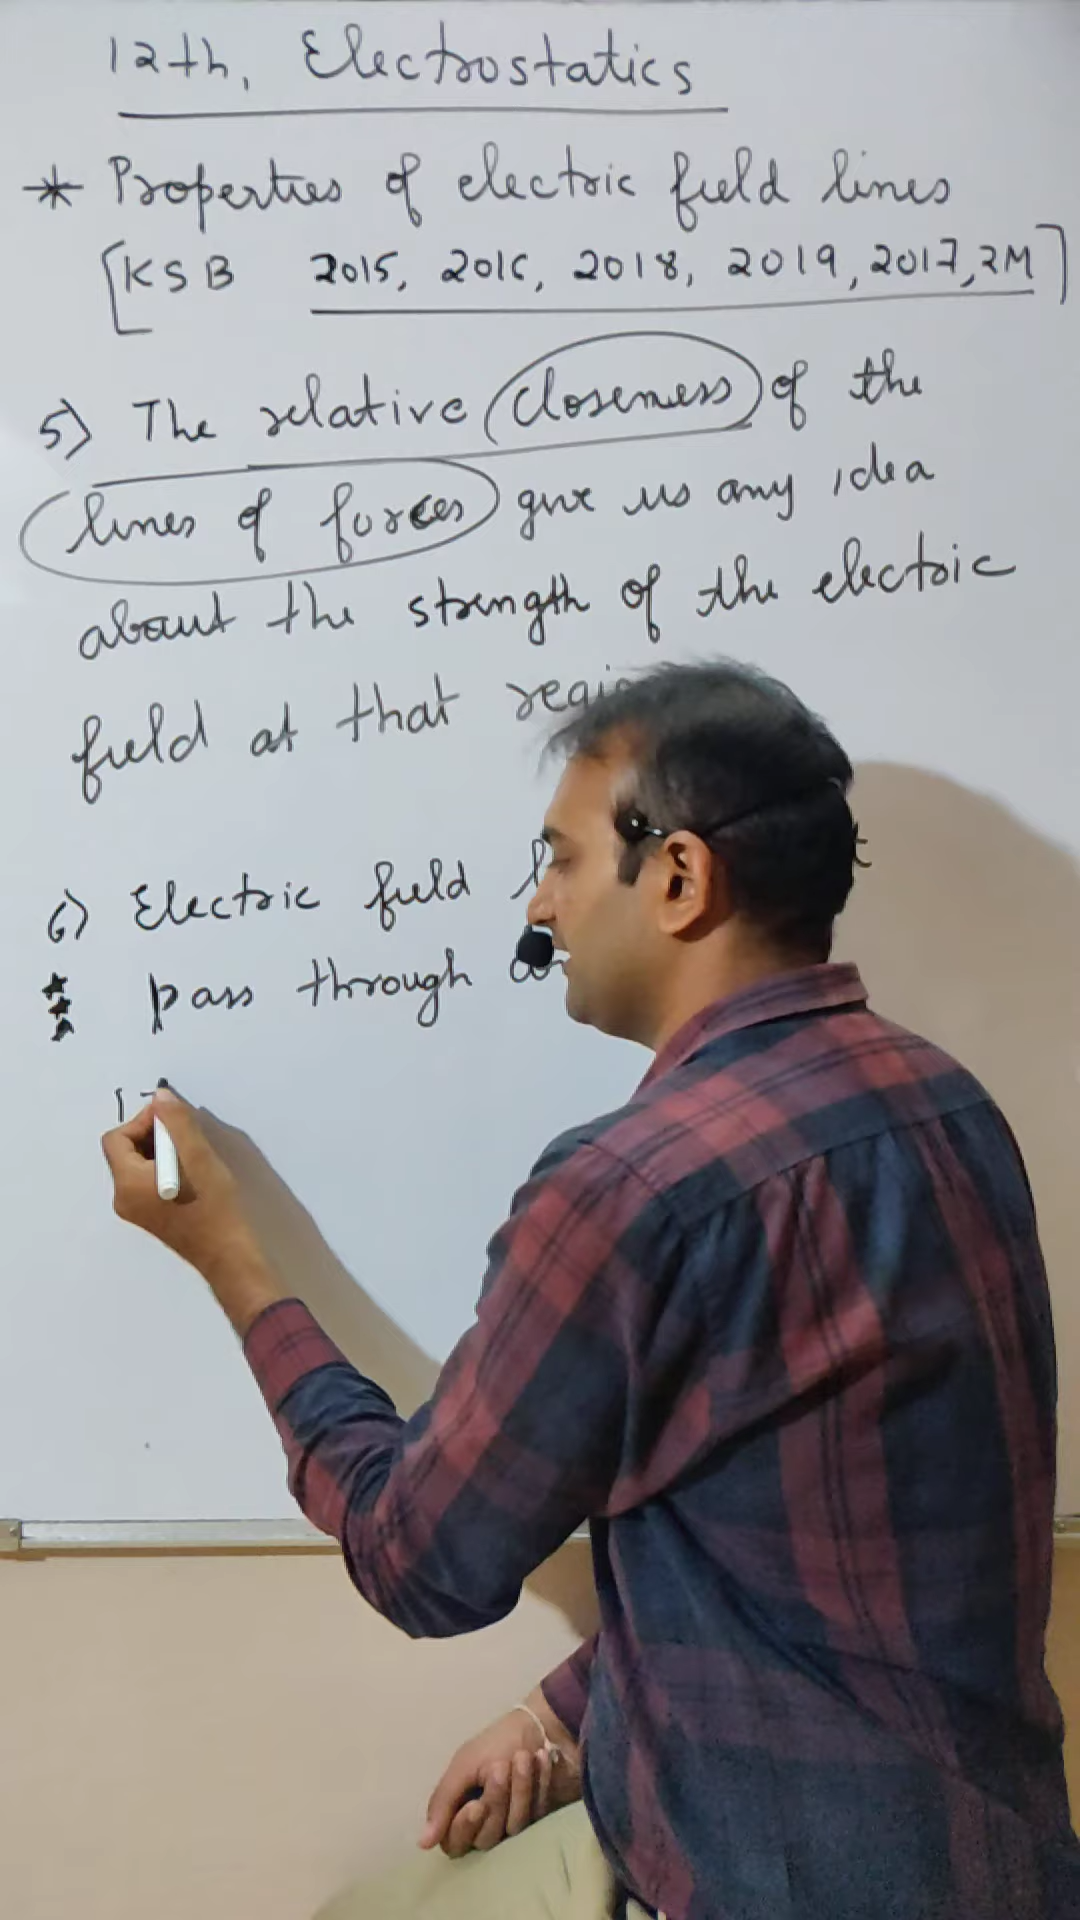 12th, Electrostatics
* Properties of electric field lines
[KSB 2015, 2016, 2018, 2019, 2017, 2M]
5) The relative closeness of the
lines of forces give us any idea
about the strength of the electric
field at that
6) Electric field
pass through